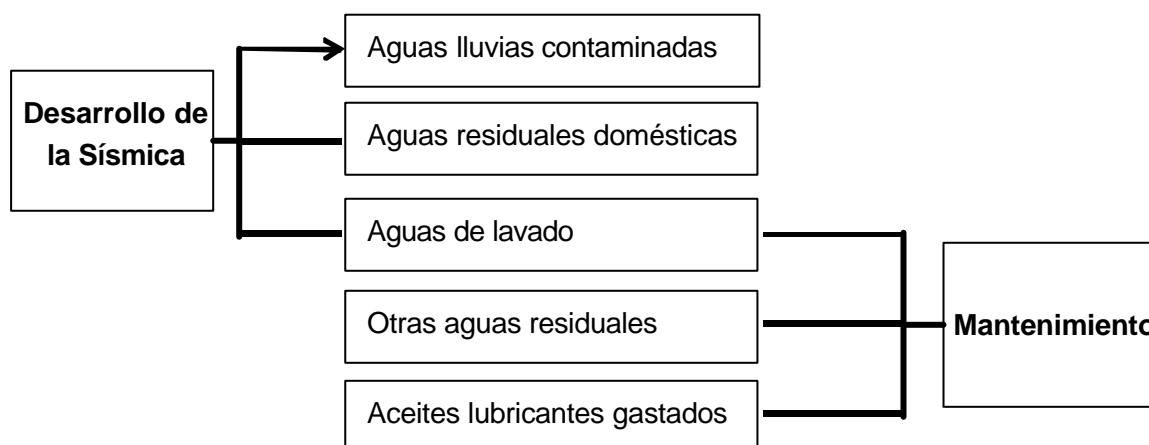 Aguas lluvias contaminadas
Desarrollo de
la Sísmica
Aguas residuales domésticas
Aguas de lavado
Otras aguas residuales
Mantenimiento
Aceites lubricantes gastados